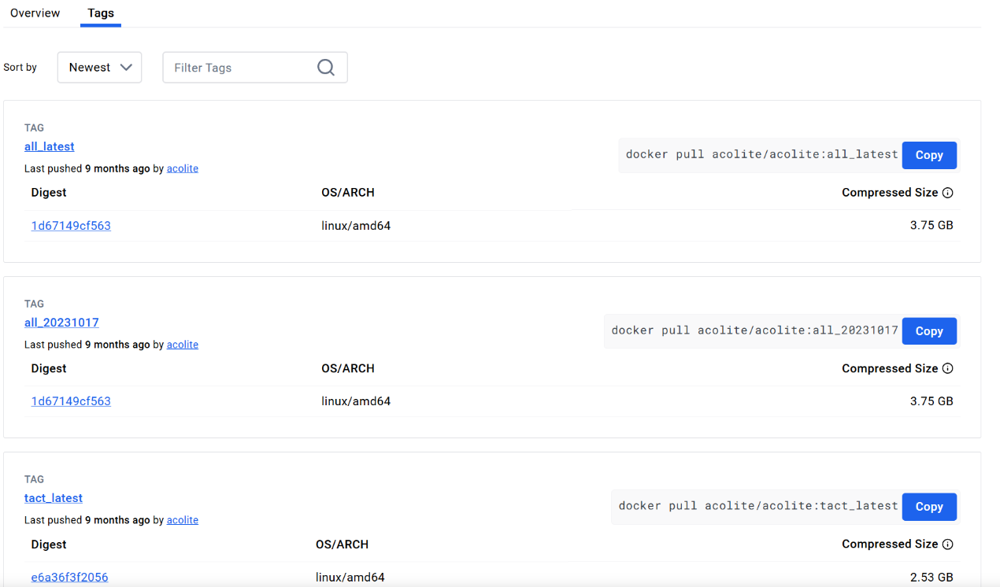 Overview Tags
Sort by Newest Filter Tags
TAG
all_latest
docker pull acolite/acolite:all_latest Copy
Last pushed 9 months ago by acolite
Digest OS/ARCH Compressed Size
1d67149cf563 linux/amd64 3.75 GB
TAG
all_20231017
docker pull acolite/acolite:all_20231017 Copy
Last pushed 9 months ago by acolite
Digest OS/ARCH Compressed Size
1d67149cf563 linux/amd64 3.75 GB
TAG
tact_latest
docker pull acolite/acolite:tact_latest Copy
Last pushed 9 months ago by acolite
Digest OS/ARCH Compressed Size
e6a36f3f2056 linux/amd64 2.53 GB